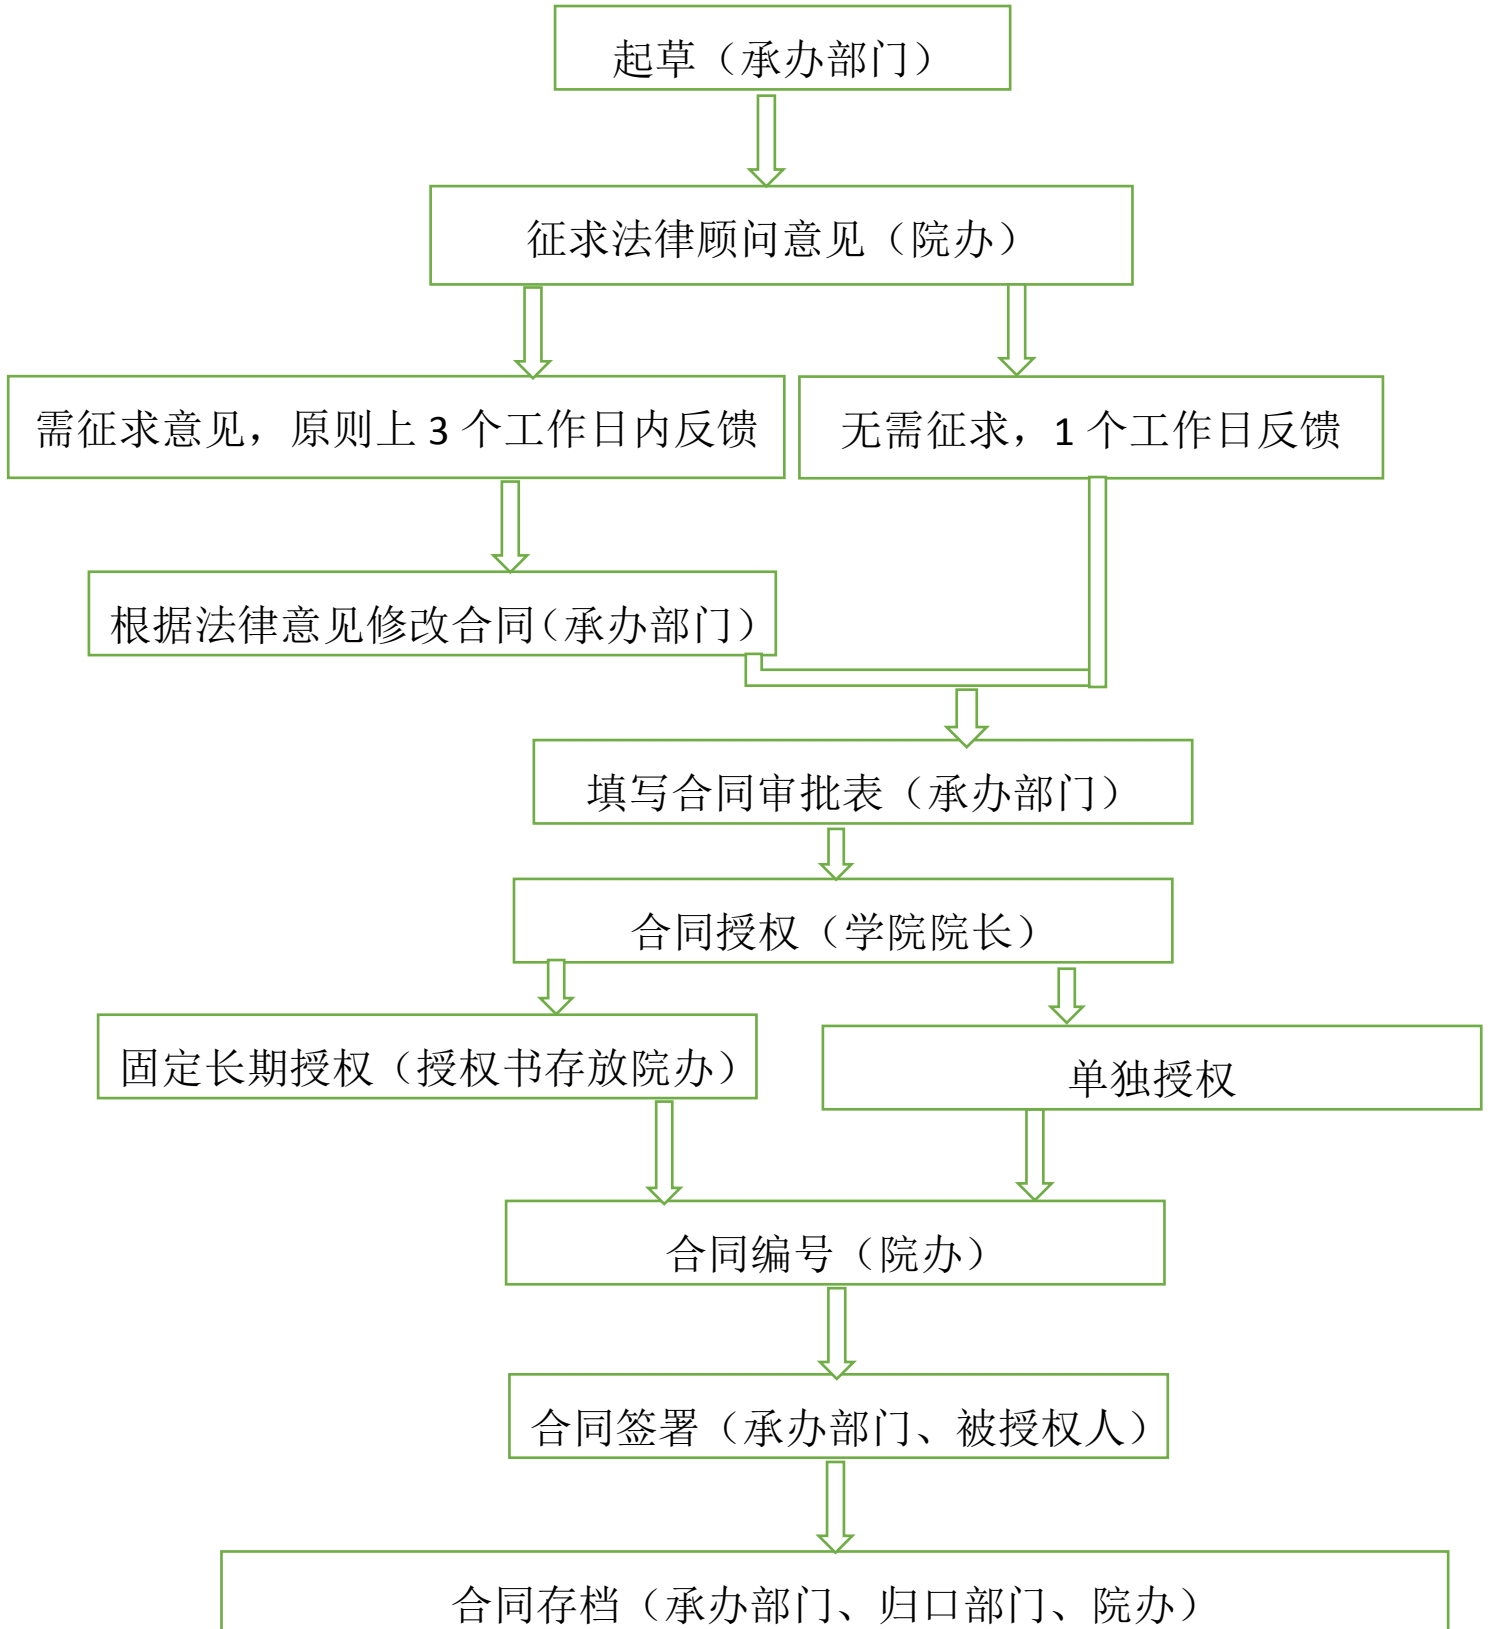 起草（承办部门）
征求法律顾问意见（院办）
需征求意见，原则上 3 个工作日内反馈
无需征求，1 个工作日反馈
根据法律意见修改合同（承办部门）
填写合同审批表（承办部门）
合同授权（学院院长）
固定长期授权（授权书存放院办）
单独授权
合同编号（院办）
合同签署（承办部门、被授权人）
合同存档（承办部门、归口部门、院办）